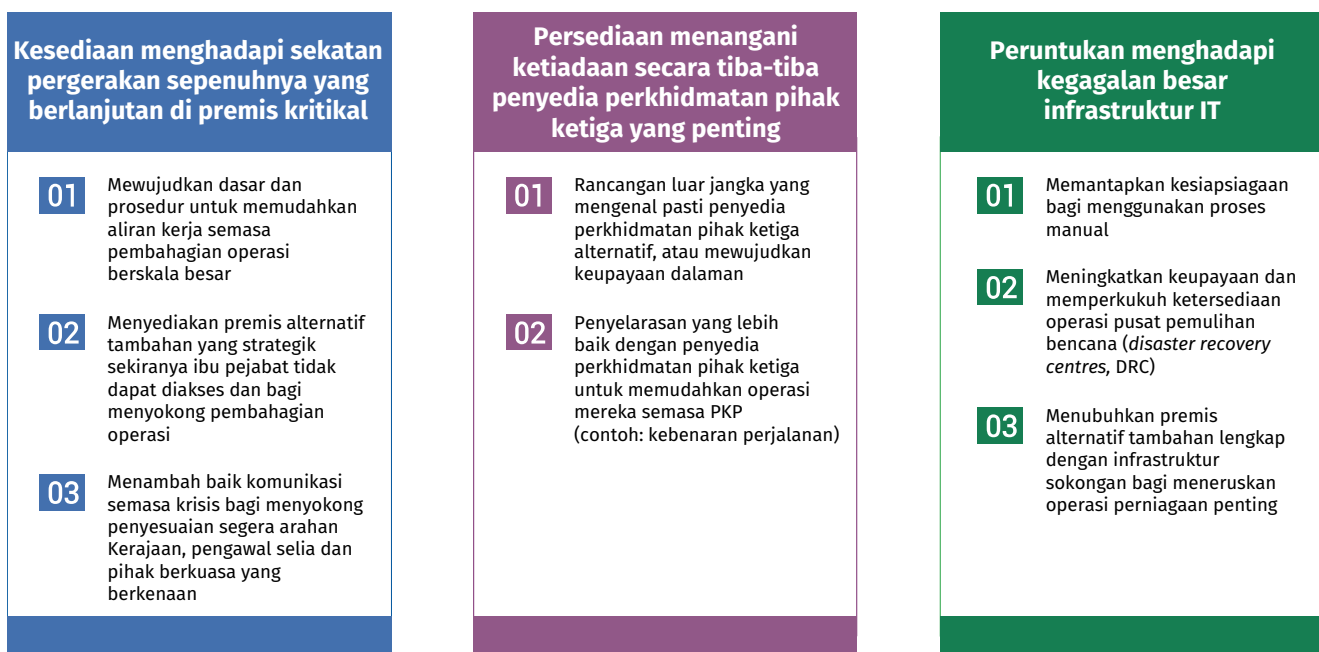 Kesediaan menghadapi sekatan
pergerakan sepenuhnya yang
berlanjutan di premis kritikal
01
Mewujudkan dasar dan
prosedur untuk memudahkan
aliran kerja semasa
pembahagian operasi
berskala besar
02
Menyediakan premis alternatif
tambahan yang strategik
sekiranya ibu pejabat tidak
dapat diakses dan bagi
menyokong pembahagian
operasi
03
Menambah baik komunikasi
semasa krisis bagi menyokong
penyesuaian segera arahan
Kerajaan, pengawal selia dan
pihak berkuasa yang
berkenaan
Persediaan menangani
ketiadaan secara tiba-tiba
penyedia perkhidmatan pihak
ketiga yang penting
01
Rancangan luar jangka yang
mengenal pasti penyedia
perkhidmatan pihak ketiga
alternatif, atau mewujudkan
keupayaan dalaman
02
Penyelarasan yang lebih
baik dengan penyedia
perkhidmatan pihak ketiga
untuk memudahkan operasi
mereka semasa PKP
(contoh: kebenaran perjalanan)
Peruntukan menghadapi
kegagalan besar
infrastruktur IT
01
Memantapkan kesiapsiagaan
bagi menggunakan proses
manual
02
Meningkatkan keupayaan dan
memperkukuh ketersediaan
operasi pusat pemulihan
bencana (disaster recovery
centres, DRC)
03
Menubuhkan premis
alternatif tambahan lengkap
dengan infrastruktur
sokongan bagi meneruskan
operasi perniagaan penting